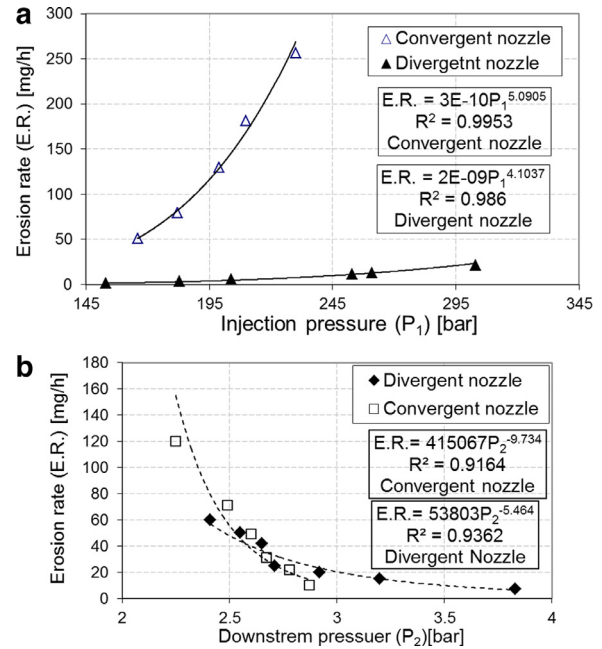 a
300
250
200
150
100
50
0
Erosion rate (E.R.) [mg/h]
Convergent nozzle
Divergetnt nozzle
E.R. = 3E-10P₁^5.0905
R² = 0.9953
Convergent nozzle
E.R. = 2E-09P₁^4.1037
R² = 0.986
Divergent nozzle
145 195 245 295 345
Injection pressure (P₁) [bar]
b
180
160
140
120
100
80
60
40
20
0
Erosion rate (E.R.) [mg/h]
Divergent nozzle
Convergent nozzle
E.R.= 415067P₂^-9.734
R² = 0.9164
Convergent nozzle
E.R.= 53803P₂^-5.464
R² = 0.9362
Divergent Nozzle
2 2.5 3 3.5 4
Downstrem pressuer (P₂)[bar]